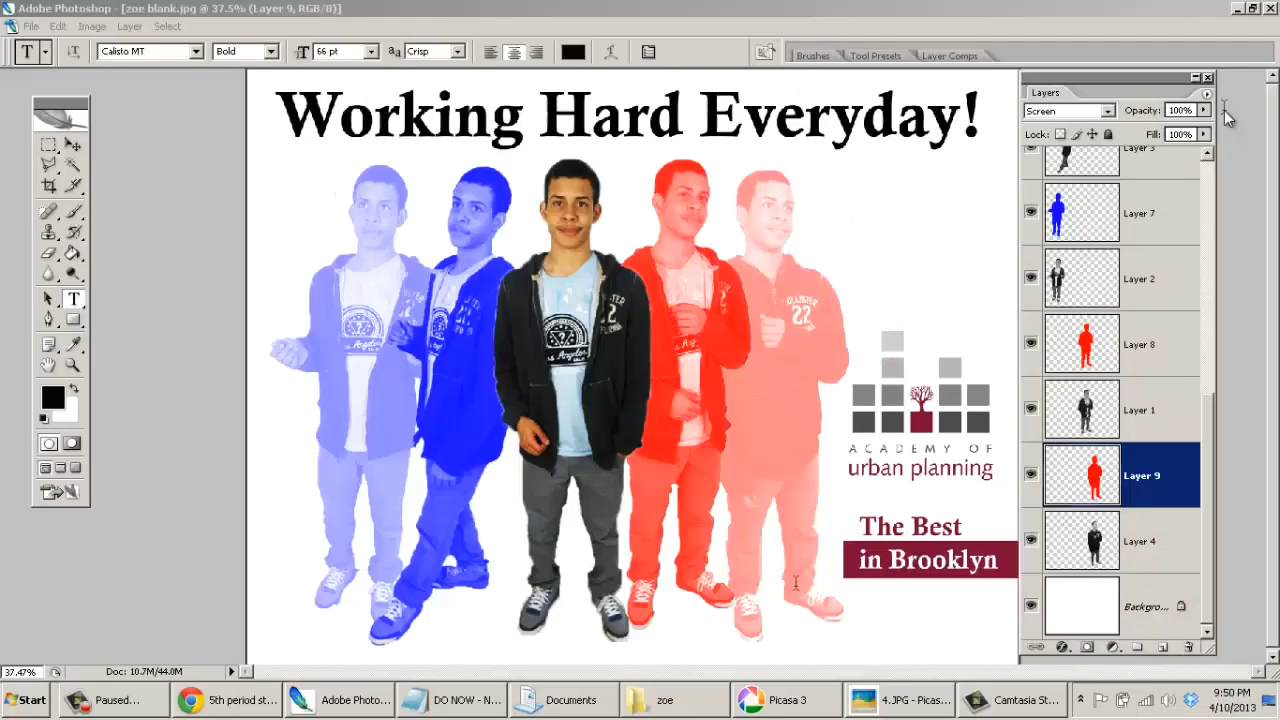 Adobe Photoshop - [zoe blank.jpg @ 37.5% (Layer 9, RGB/8)]
File Edit Image Layer Select
T Calisto MT Bold 66 pt Crisp Brushes Tool Presets Layer Comps
Layers
Screen Opacity: 100%
Lock: Fill: 100%
Layer 3
Layer 7
Layer 2
Layer 8
Layer 1
Layer 9
Layer 4
Backgro...
Working Hard Everyday!
Los Angeles
22
ACADEMY OF
urban planning
The Best
in Brooklyn
37.47% Doc: 10.7M/44.0M
Start Paused... 5th period st... Adobe Photo... DO NOW - N... Documents zoe Picasa 3 4.JPG - Picas... Camtasia St... 9:50 PM
4/10/2013